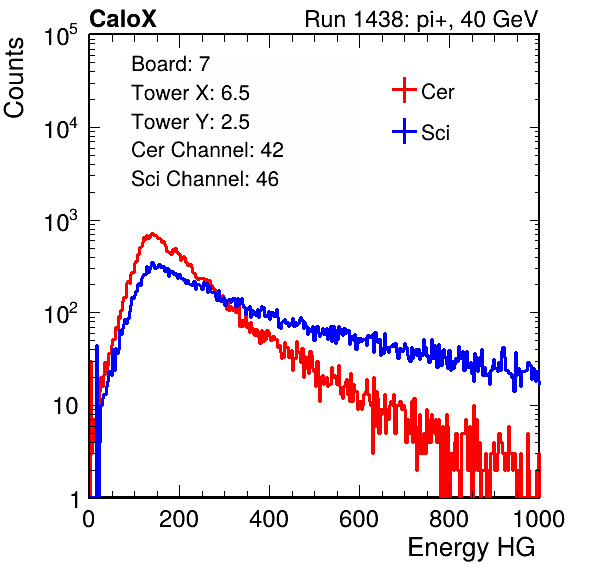 CaloX
Run 1438: pi+, 40 GeV
Counts
10^5
10^4
10^3
10^2
10
1
Board: 7
Tower X: 6.5
Tower Y: 2.5
Cer Channel: 42
Sci Channel: 46
Cer
Sci
0 200 400 600 800 1000
Energy HG